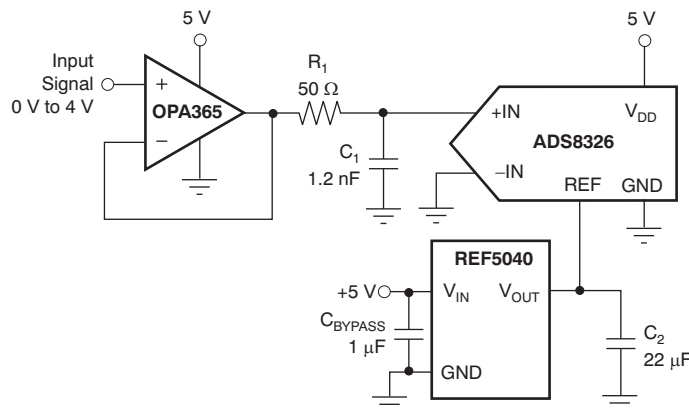 5 V
Input
Signal
0 V to 4 V
+
OPA365
−
R1
50 Ω
C1
1.2 nF
5 V
+IN
VDD
ADS8326
−IN
REF
GND
REF5040
+5 V
VIN
VOUT
CBYPASS
1 μF
GND
C2
22 μF